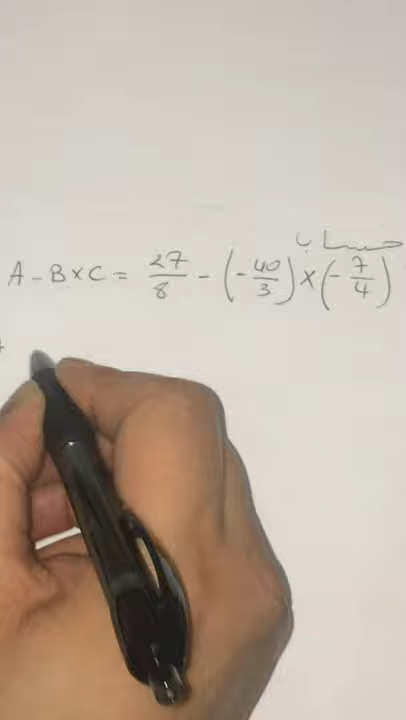 حساب
A - B × C = 27/8 - (-40/3) × (-7/4)